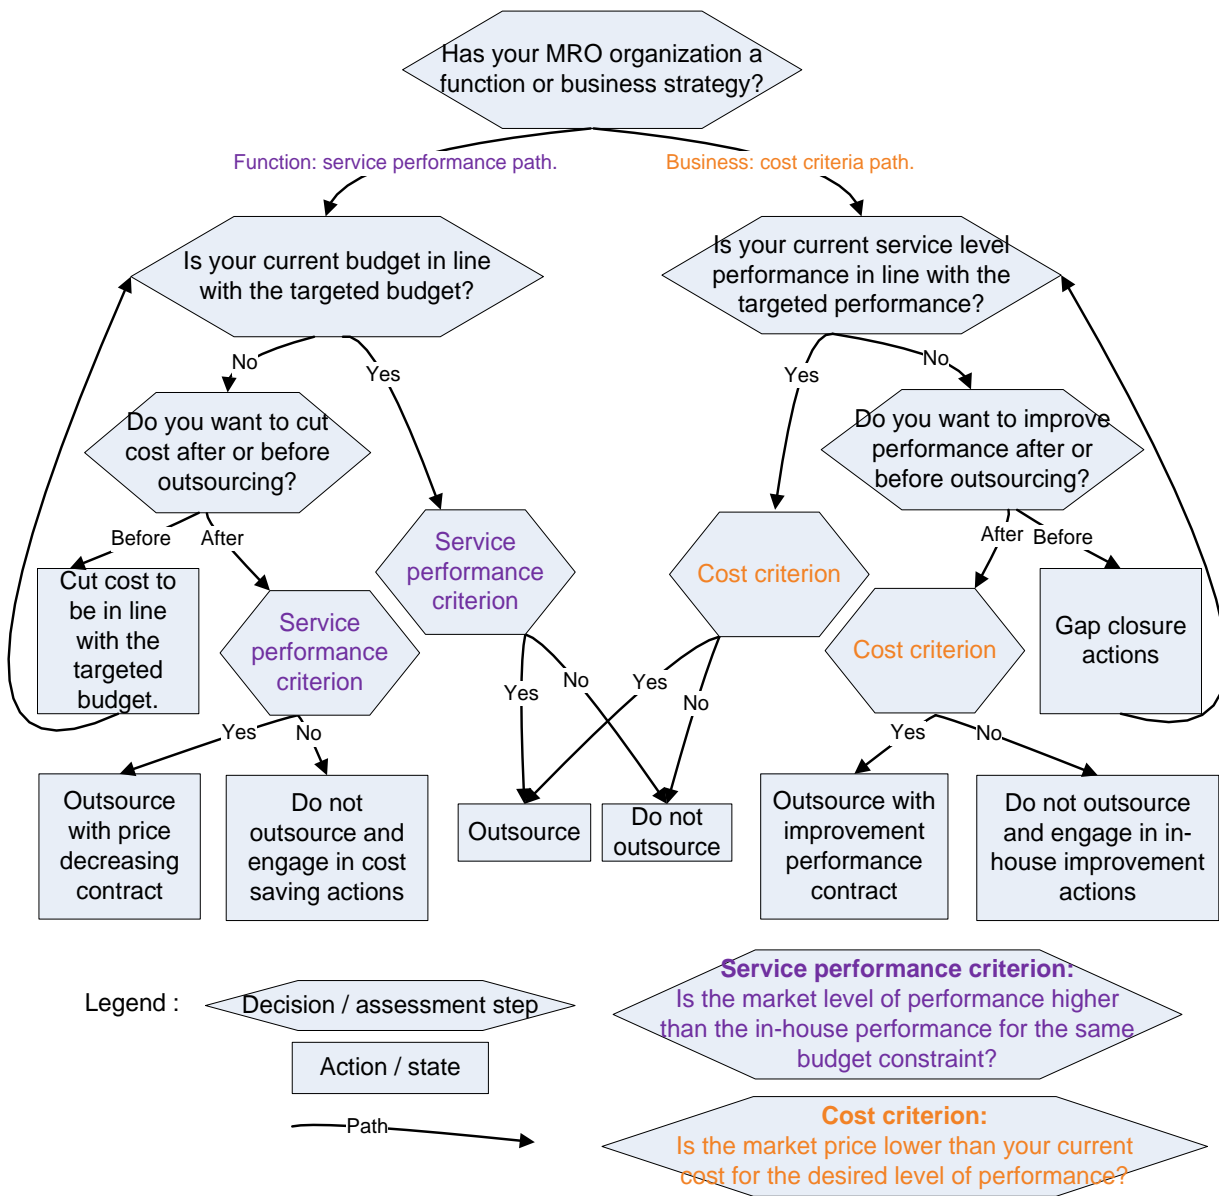 Has your MRO organization a
function or business strategy?
Function: service performance path.
Business: cost criteria path.
Is your current budget in line
with the targeted budget?
Is your current service level
performance in line with the
targeted performance?
No
Yes
Yes
No
Do you want to cut
cost after or before
outsourcing?
Do you want to improve
performance after or
before outsourcing?
Before
After
After
Before
Service
performance
criterion
Cost criterion
Cut cost to
be in line
with the
targeted
budget.
Service
performance
criterion
Cost criterion
Gap closure
actions
Yes
No
Yes
No
Yes
No
Yes
No
Outsource
with price
decreasing
contract
Do not
outsource and
engage in cost
saving actions
Outsource
Do not
outsource
Outsource with
improvement
performance
contract
Do not outsource
and engage in in-
house improvement
actions
Legend :
Decision / assessment step
Action / state
Path
Service performance criterion:
Is the market level of performance higher
than the in-house performance for the same
budget constraint?
Cost criterion:
Is the market price lower than your current
cost for the desired level of performance?